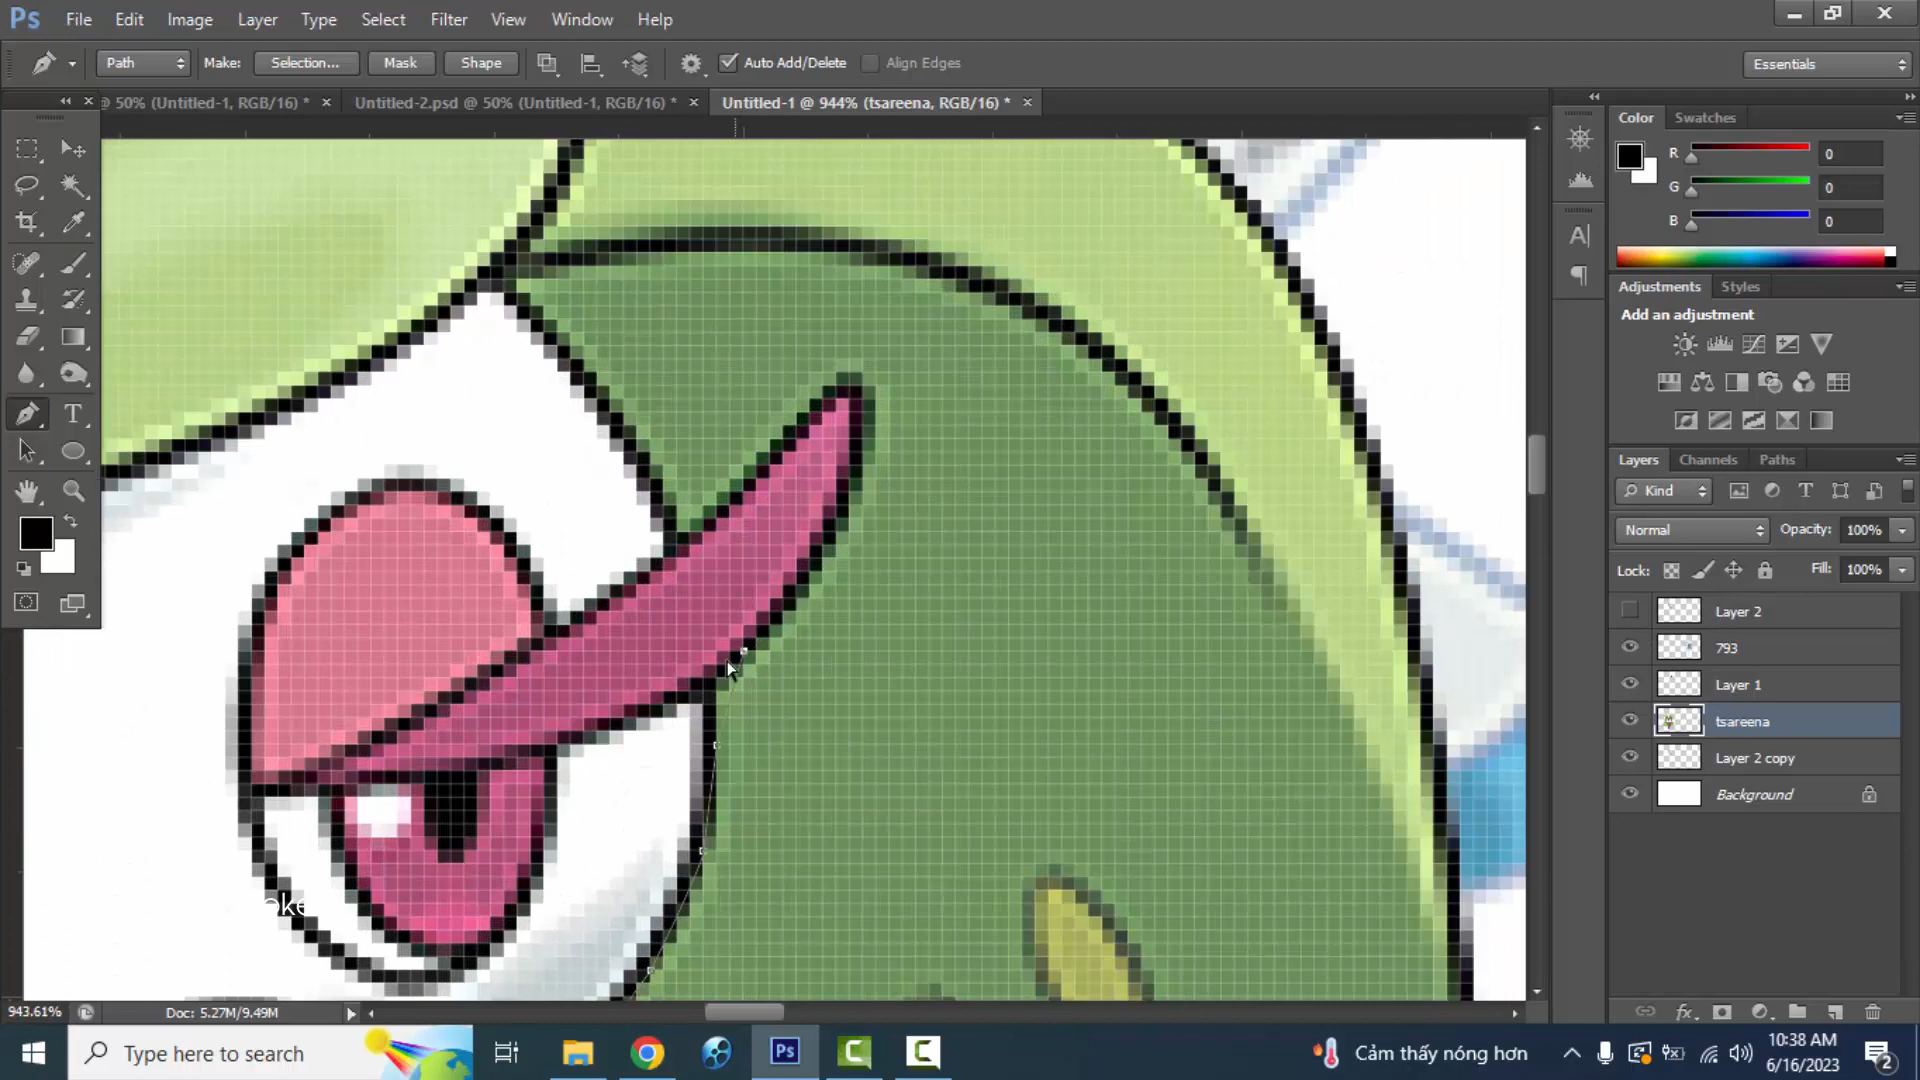 Ps File Edit Image Layer Type Select Filter View Window Help
Path Make: Selection... Mask Shape Auto Add/Delete Align Edges Essentials
@ 50% (Untitled-1, RGB/16) * × Untitled-2.psd @ 50% (Untitled-1, RGB/16) * × Untitled-1 @ 944% (tsareena, RGB/16) * ×
Color Swatches
R 0
G 0
B 0
Adjustments Styles
Add an adjustment
Layers Channels Paths
Kind
Normal Opacity: 100%
Lock: Fill: 100%
Layer 2
793
Layer 1
tsareena
Layer 2 copy
Background
943.61% Doc: 5.27M/9.49M
Type here to search
Cảm thấy nóng hơn
10:38 AM
6/16/2023
2